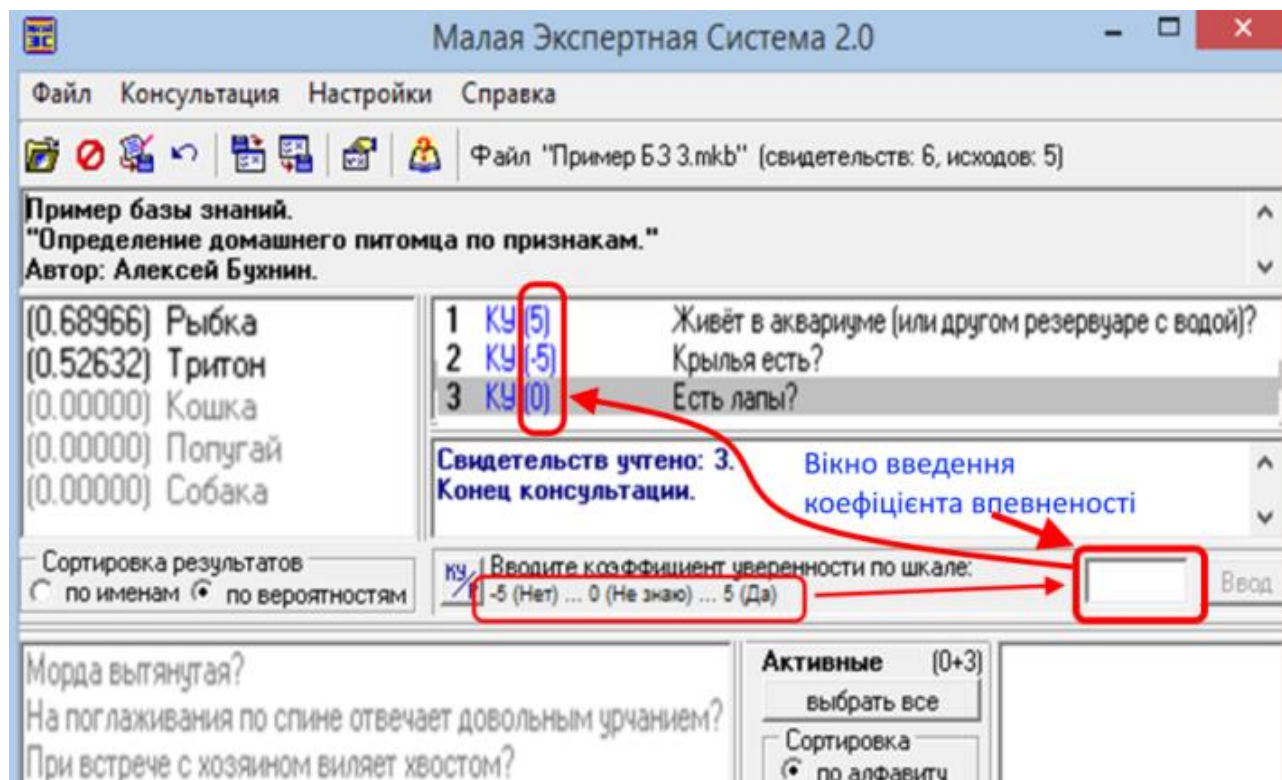 Малая Экспертная Система 2.0
Файл Консультация Настройки Справка
Файл "Пример БЗ 3.mkb" (свидетельств: 6, исходов: 5)
Пример базы знаний.
"Определение домашнего питомца по признакам."
Автор: Алексей Бухнин.
(0.68966) Рыбка
(0.52632) Тритон
(0.00000) Кошка
(0.00000) Попугай
(0.00000) Собака
1 КУ (5) Живёт в аквариуме (или другом резервуаре с водой)?
2 КУ (-5) Крылья есть?
3 КУ (0) Есть лапы?
Свидетельств учтено: 3.
Конец консультации.
Вікно введення
коефіцієнта впевненості
Сортировка результатов
по именам по вероятностям
КУ/
Вводите коэффициент уверенности по шкале:
-5 (Нет) ... 0 (Не знаю) ... 5 (Да)
Ввод
Морда вытянутая?
На поглаживания по спине отвечает довольным урчанием?
При встрече с хозяином виляет хвостом?
Активные (0+3)
выбрать все
Сортировка
по алфавиту